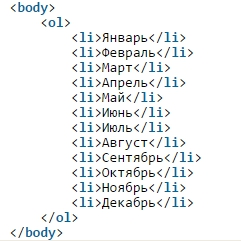 <body>
<ol>
<li>Январь</li>
<li>Февраль</li>
<li>Март</li>
<li>Апрель</li>
<li>Май</li>
<li>Июнь</li>
<li>Июль</li>
<li>Август</li>
<li>Сентябрь</li>
<li>Октябрь</li>
<li>Ноябрь</li>
<li>Декабрь</li>
</ol>
</body>